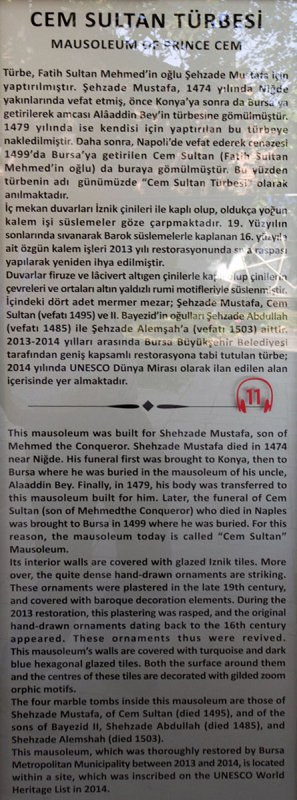 CEM SULTAN TÜRBESİ
MAUSOLEUM OF PRINCE CEM
Türbe, Fatih Sultan Mehmed'in oğlu Şehzade Mustafa için
yaptırılmıştır. Şehzade Mustafa, 1474 yılında Niğde
yakınlarında vefat etmiş, önce Konya'ya sonra da Bursa'ya
getirilerek amcası Alâaddin Bey'in türbesine gömülmüştür.
1479 yılında ise kendisi için yaptırılan bu türbeye
nakledilmiştir. Daha sonra, Napoli'de vefat ederek cenazesi
1499'da Bursa'ya getirilen Cem Sultan (Fatih Sultan
Mehmed'in oğlu) da buraya gömülmüştür. Bu yüzden
türbenin adı günümüzde "Cem Sultan Türbesi" olarak
anılmaktadır.
İç mekan duvarları İznik çinileri ile kaplı olup, oldukça yoğun
kalem işi süslemeler göze çarpmaktadır. 19. Yüzyılın
sonlarında sıvanarak Barok süslemelerle kaplanan 16. yüzyıla
ait özgün kalem işleri 2013 yılı restorasyonunda sıva raspası
yapılarak yeniden ihya edilmiştir.
Duvarlar firuze ve lâcivert altıgen çinilerle kaplı olup çinilerin
çevreleri ve ortaları altın yaldızlı rumi motifleriyle süslenmiştir.
İçindeki dört adet mermer mezar; Şehzade Mustafa, Cem
Sultan (vefatı 1495) ve II. Bayezid'in oğulları Şehzade Abdullah
(vefatı 1485) ile Şehzade Alemşah'a (vefatı 1503) aittir.
2013-2014 yılları arasında Bursa Büyükşehir Belediyesi
tarafından geniş kapsamlı restorasyona tabi tutulan türbe;
2014 yılında UNESCO Dünya Mirası olarak ilan edilen alan
içerisinde yer almaktadır.
11
This mausoleum was built for Shehzade Mustafa, son of
Mehmed the Conqueror. Shehzade Mustafa died in 1474
near Niğde. His funeral first was brought to Konya, then to
Bursa where he was buried in the mausoleum of his uncle,
Alaaddin Bey. Finally, in 1479, his body was transferred to
this mausoleum built for him. Later, the funeral of Cem
Sultan (son of Mehmedthe Conqueror) who died in Naples
was brought to Bursa in 1499 where he was buried. For this
reason, the mausoleum today is called "Cem Sultan"
Mausoleum.
Its interior walls are covered with glazed Iznik tiles. More
over, the quite dense hand-drawn ornaments are striking.
These ornaments were plastered in the late 19th century,
and covered with baroque decoration elements. During the
2013 restoration, this plastering was rasped, and the original
hand-drawn ornaments dating back to the 16th century
appeared. These ornaments thus were revived.
This mausoleum's walls are covered with turquoise and dark
blue hexagonal glazed tiles. Both the surface around them
and the centres of these tiles are decorated with gilded zoom
orphic motifs.
The four marble tombs inside this mausoleum are those of
Shehzade Mustafa, of Cem Sultan (died 1495), and of the
sons of Bayezid II, Shehzade Abdullah (died 1485), and
Shehzade Alemshah (died 1503).
This mausoleum, which was thoroughly restored by Bursa
Metropolitan Municipality between 2013 and 2014, is located
within a site, which was inscribed on the UNESCO World
Heritage List in 2014.